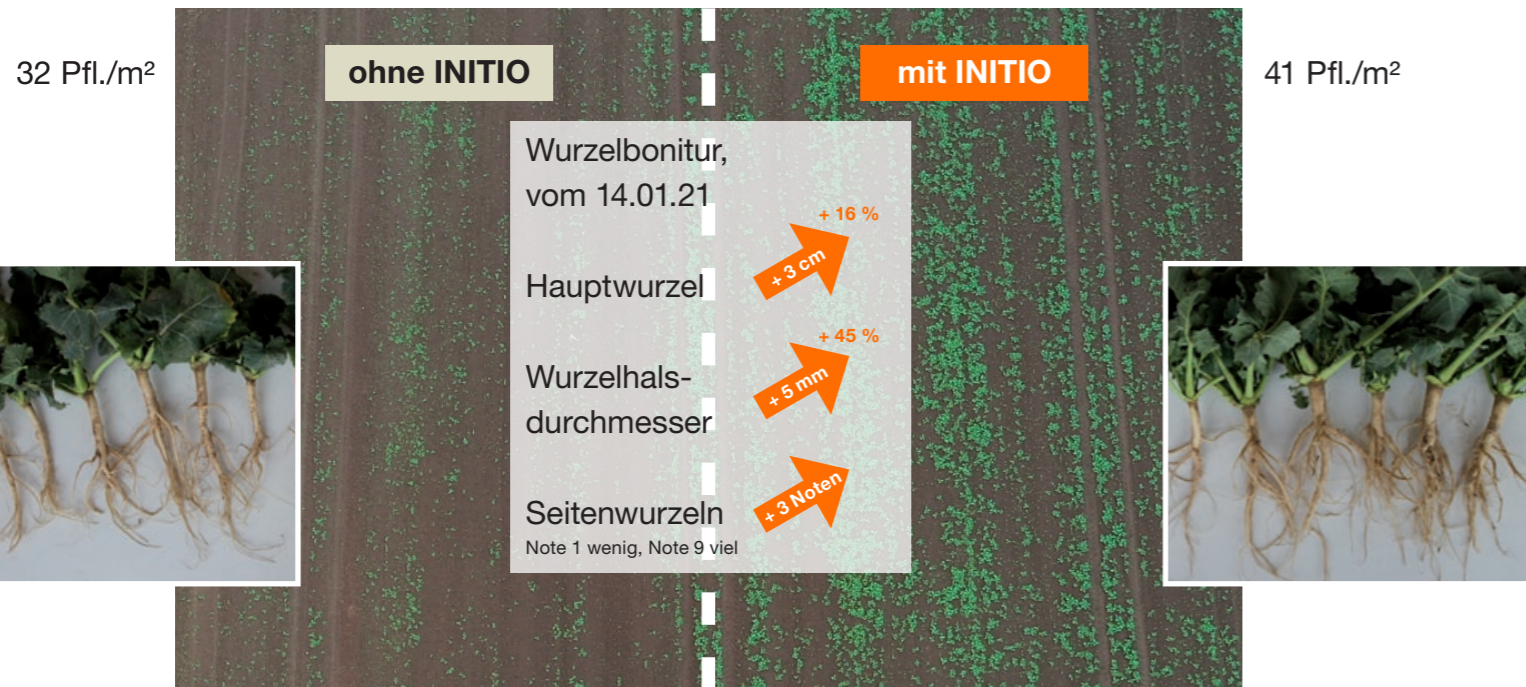 32 Pfl./m²
ohne INITIO
mit INITIO
41 Pfl./m²
Wurzelbonitur,
vom 14.01.21
+ 16 %
+ 3 cm
Hauptwurzel
+ 45 %
+ 5 mm
Wurzelhals-
durchmesser
+ 3 Noten
Seitenwurzeln
Note 1 wenig, Note 9 viel